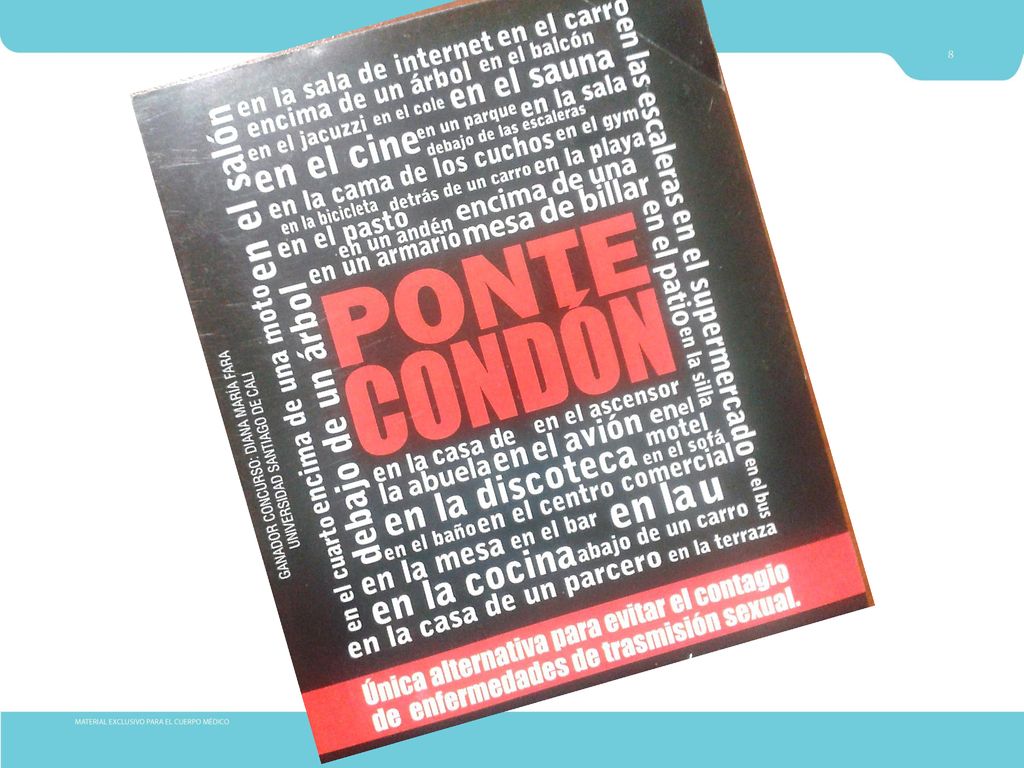 8
en la sala de internet en el carro
encima de un árbol en el balcón
en el jacuzzi en el cole en el sauna
en el cine en un parque en la sala
debajo de las escaleras
en la cama de los cuchos en el gym
en la bicicleta detrás de un carro en la playa
en el pasto encima de una
en un andén
en un armario mesa de billar
en las escaleras en el supermercado
en el salón
en el patio en la silla
encima de una moto
debajo de un árbol
en el cuarto
PONTE
CONDÓN
en la casa de en el ascensor
la abuela en el avión en el
motel
en la discoteca en el sofá
en el baño en el centro comercial
en la mesa en el bar en la u
en el bus
en la cocina abajo de un carro
en la casa de un parcero en la terraza
GANADOR CONCURSO: DIANA MARÍA FARA
UNIVERSIDAD SANTIAGO DE CALI
Única alternativa para evitar el contagio
de enfermedades de trasmisión sexual.
MATERIAL EXCLUSIVO PARA EL CUERPO MÉDICO